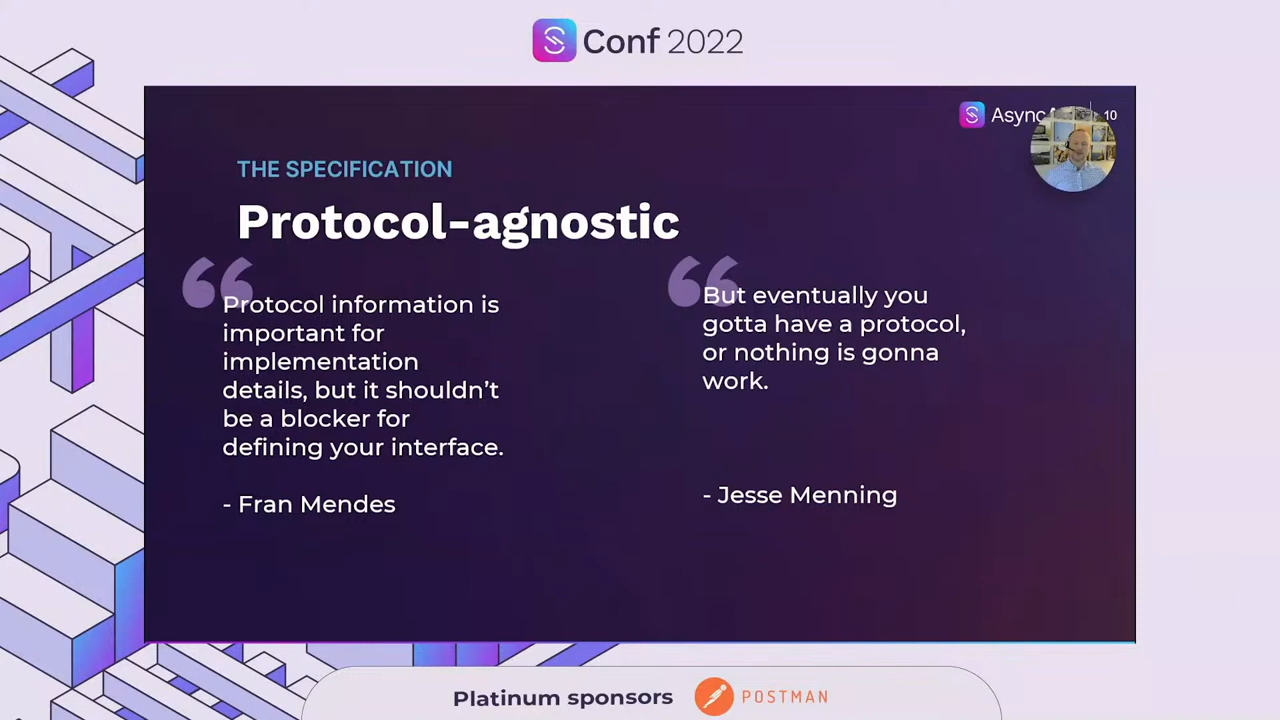 Conf 2022
Async
10
THE SPECIFICATION
Protocol-agnostic
“
Protocol information is
important for
implementation
details, but it shouldn’t
be a blocker for
defining your interface.
- Fran Mendes
“
But eventually you
gotta have a protocol,
or nothing is gonna
work.
- Jesse Menning
Platinum sponsors
POSTMAN